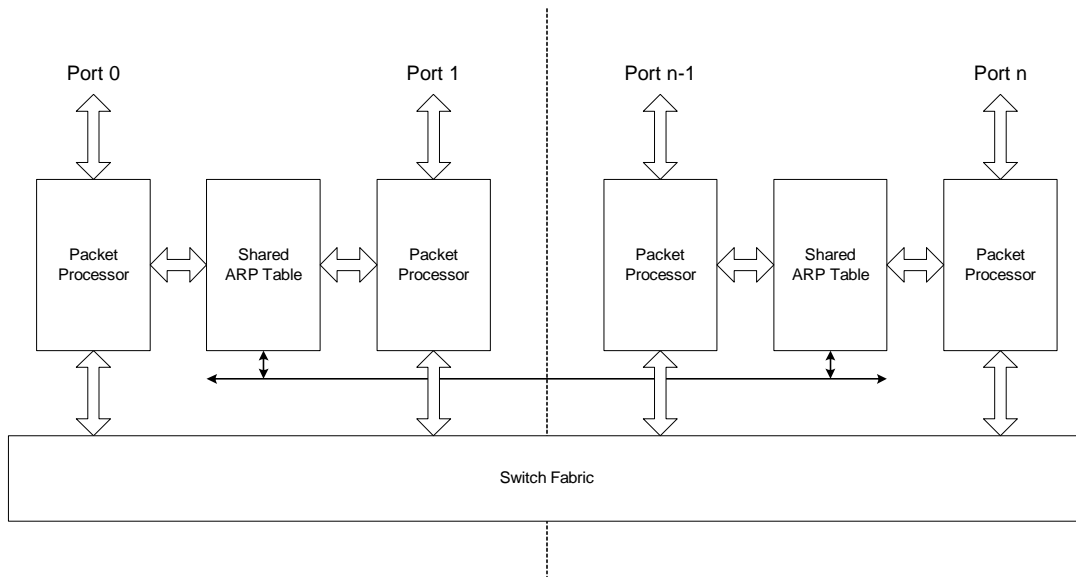 Port 0
Port 1
Port n-1
Port n
Packet
Processor
Shared
ARP Table
Packet
Processor
Packet
Processor
Shared
ARP Table
Packet
Processor
Switch Fabric